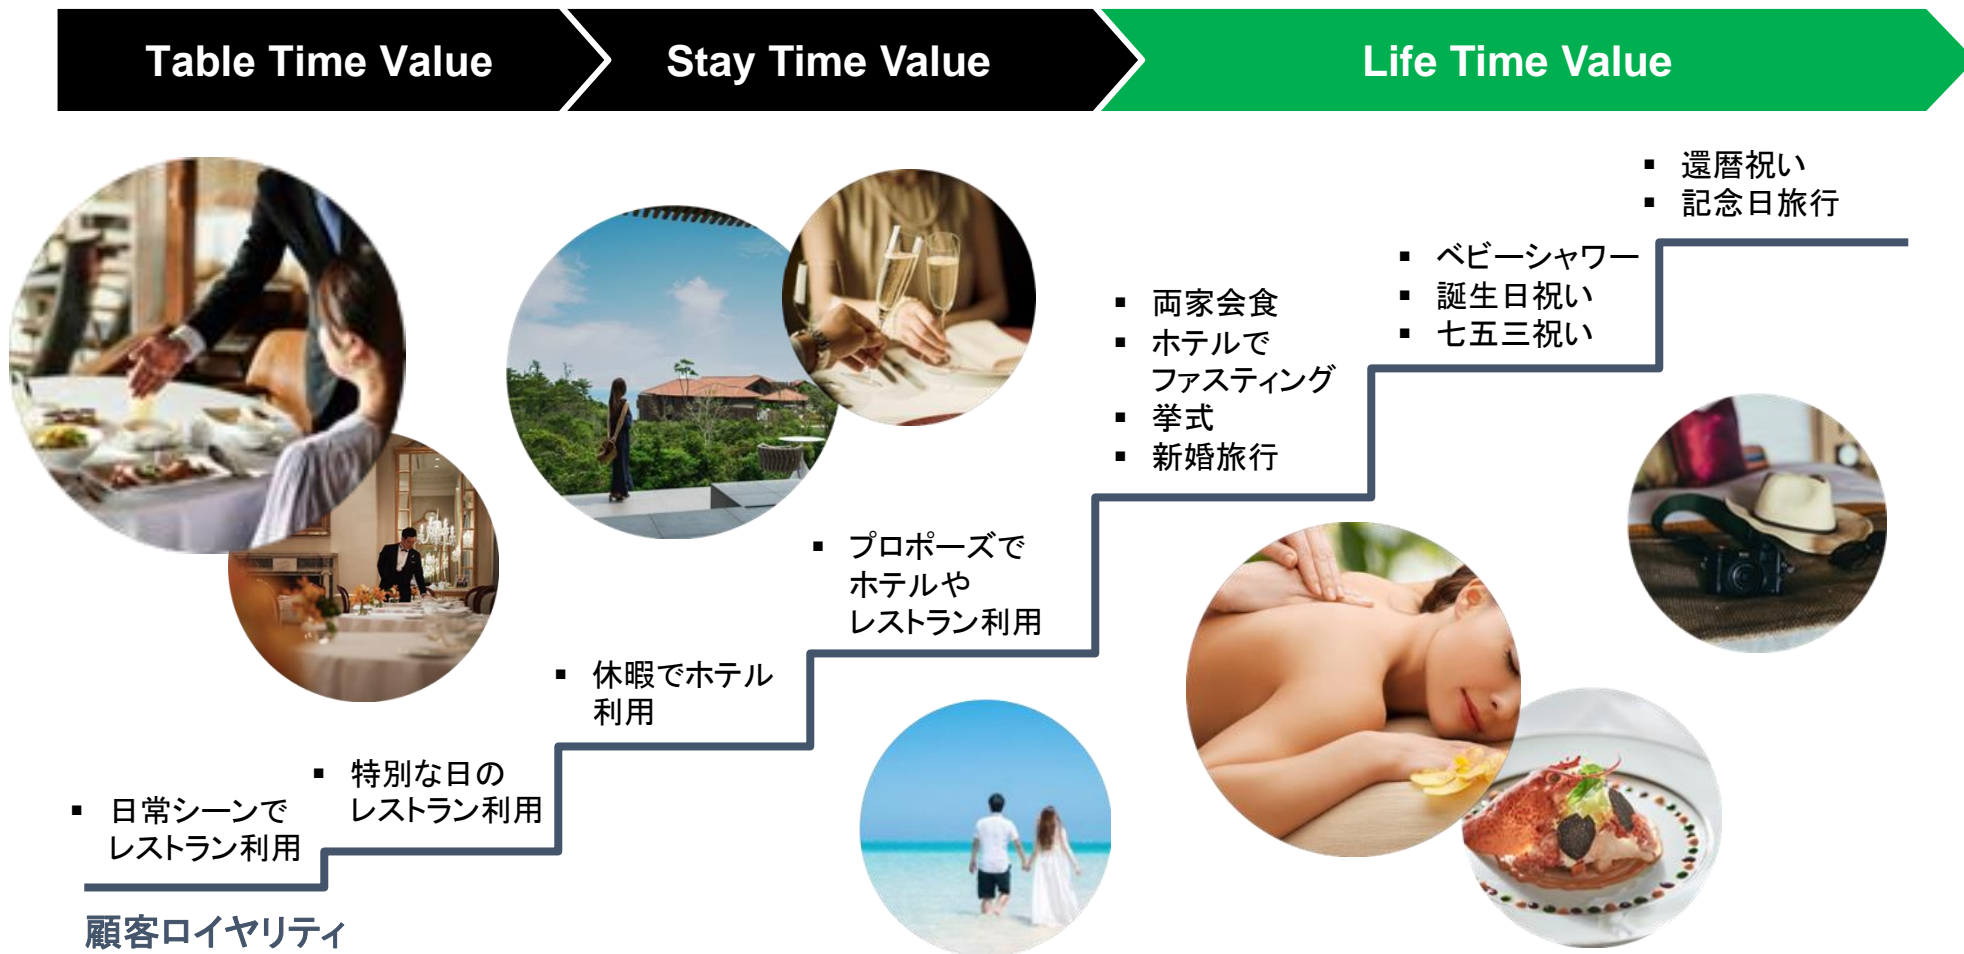 Table Time Value
Stay Time Value
Life Time Value
▪ 日常シーンで
レストラン利用
▪ 特別な日の
レストラン利用
▪ 休暇でホテル
利用
▪ プロポーズで
ホテルや
レストラン利用
▪ 両家会食
▪ ホテルで
ファスティング
▪ 挙式
▪ 新婚旅行
▪ ベビーシャワー
▪ 誕生日祝い
▪ 七五三祝い
▪ 還暦祝い
▪ 記念日旅行
顧客ロイヤリティ